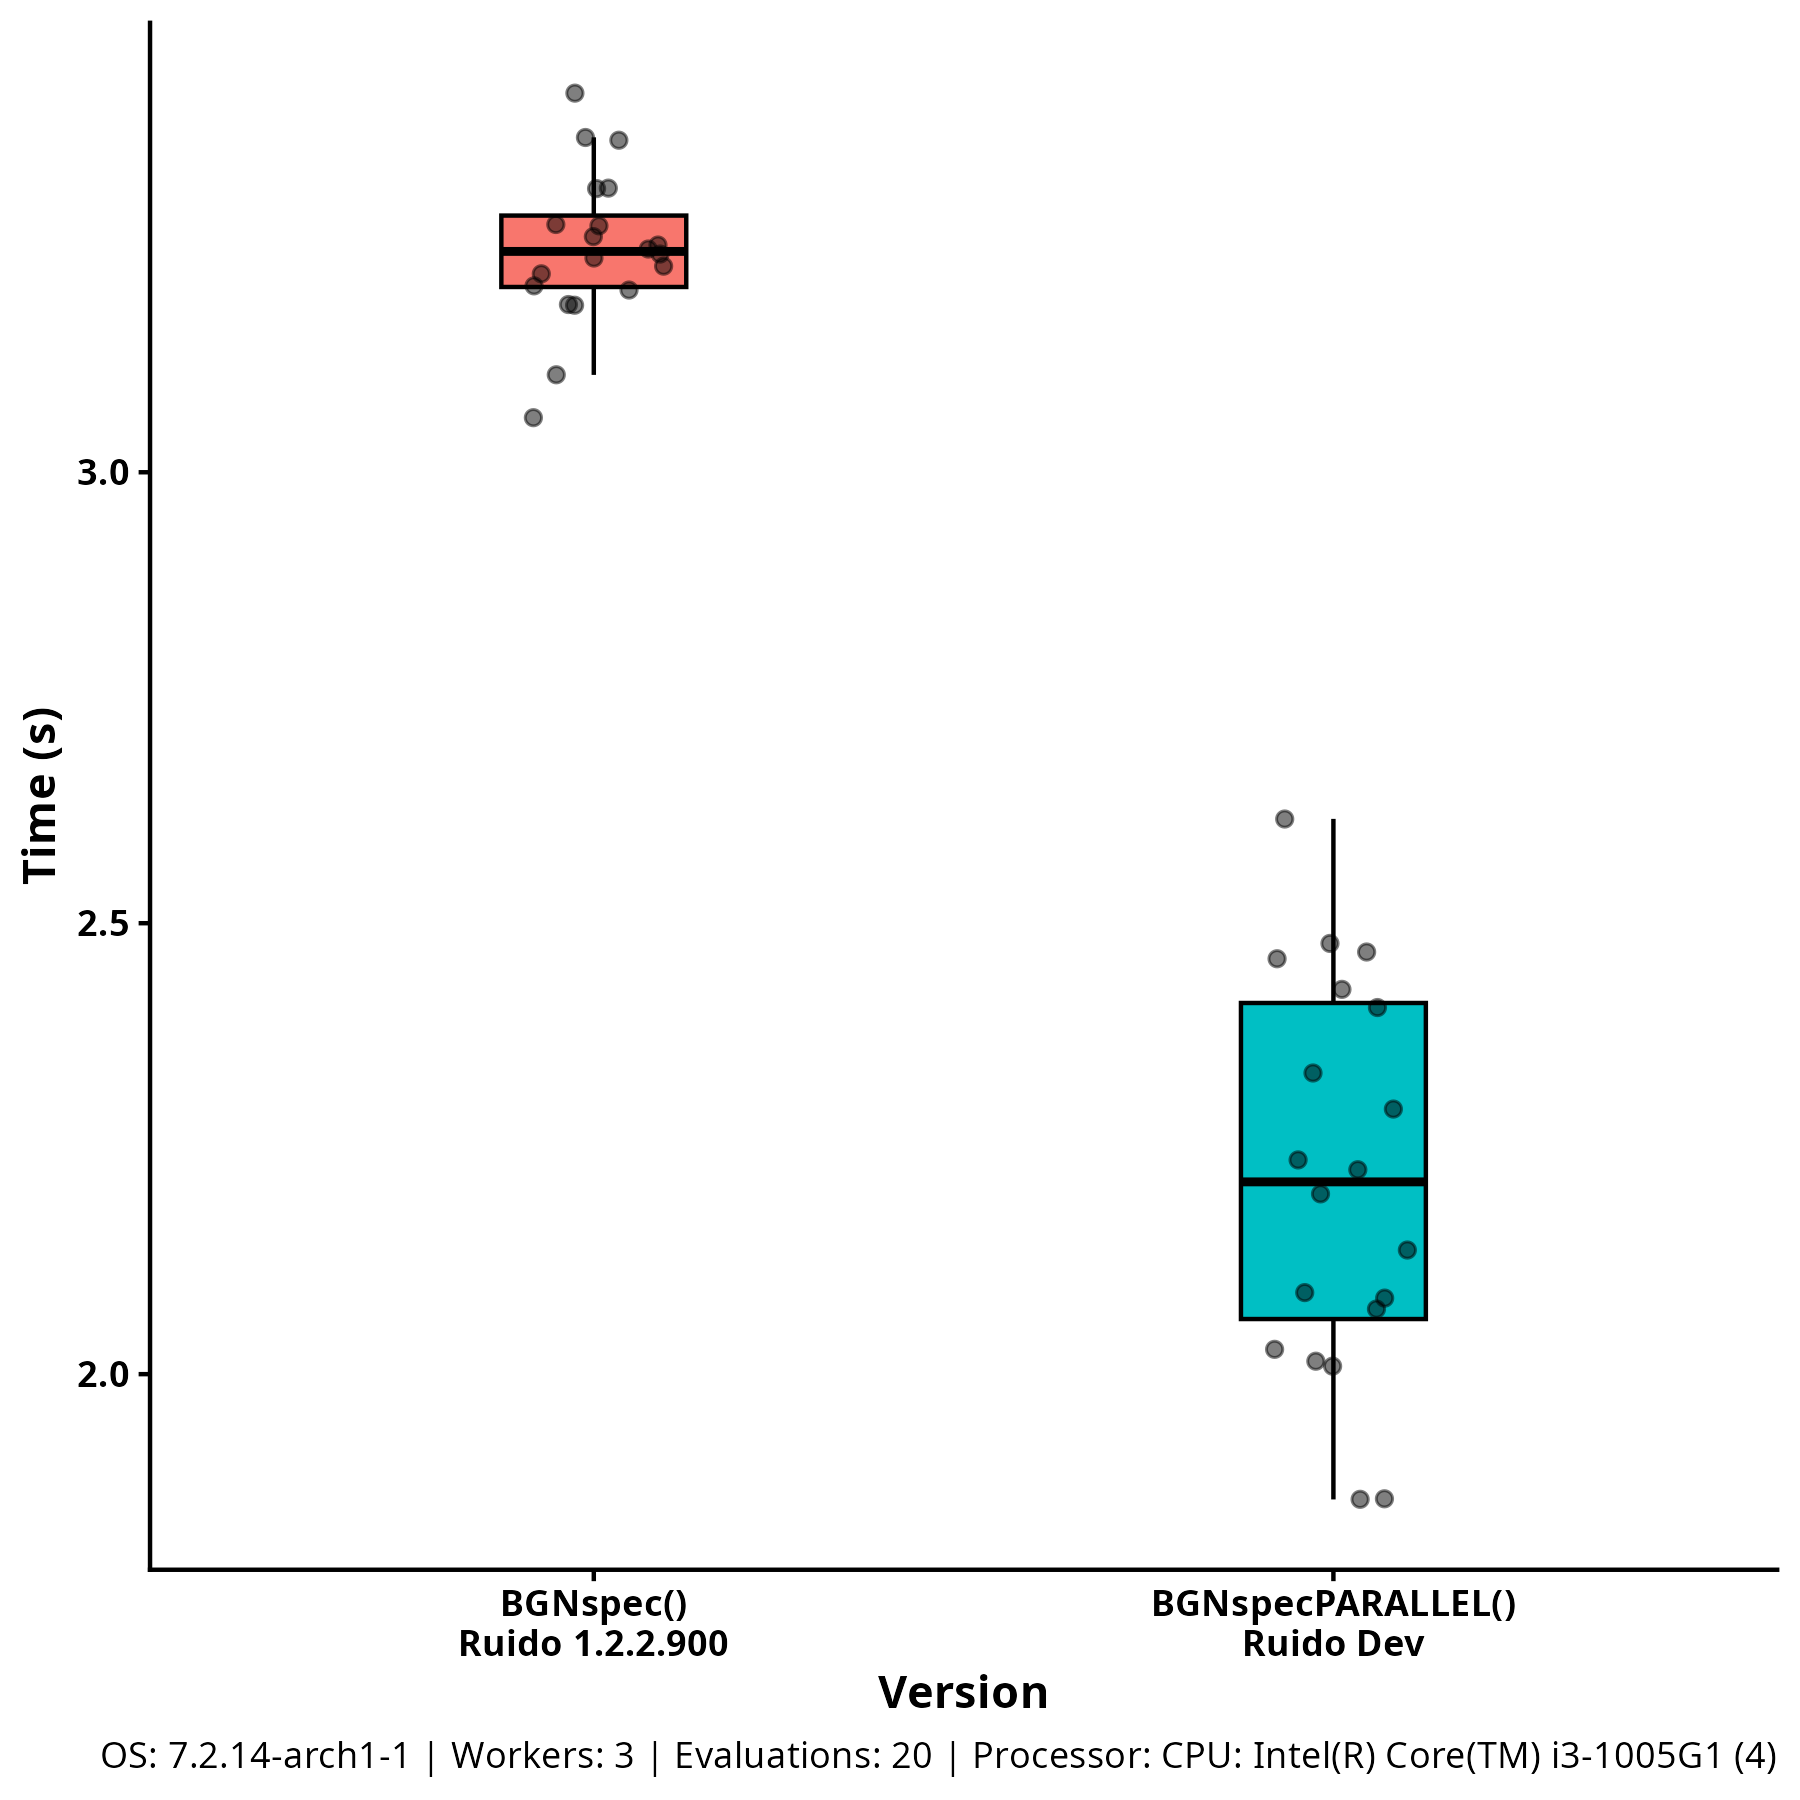 Time (s)
3.0
2.5
2.0
BGNspec()
Ruido 1.2.2.900
BGNspecPARALLEL()
Ruido Dev
Version
OS: 7.2.14-arch1-1 | Workers: 3 | Evaluations: 20 | Processor: CPU: Intel(R) Core(TM) i3-1005G1 (4)